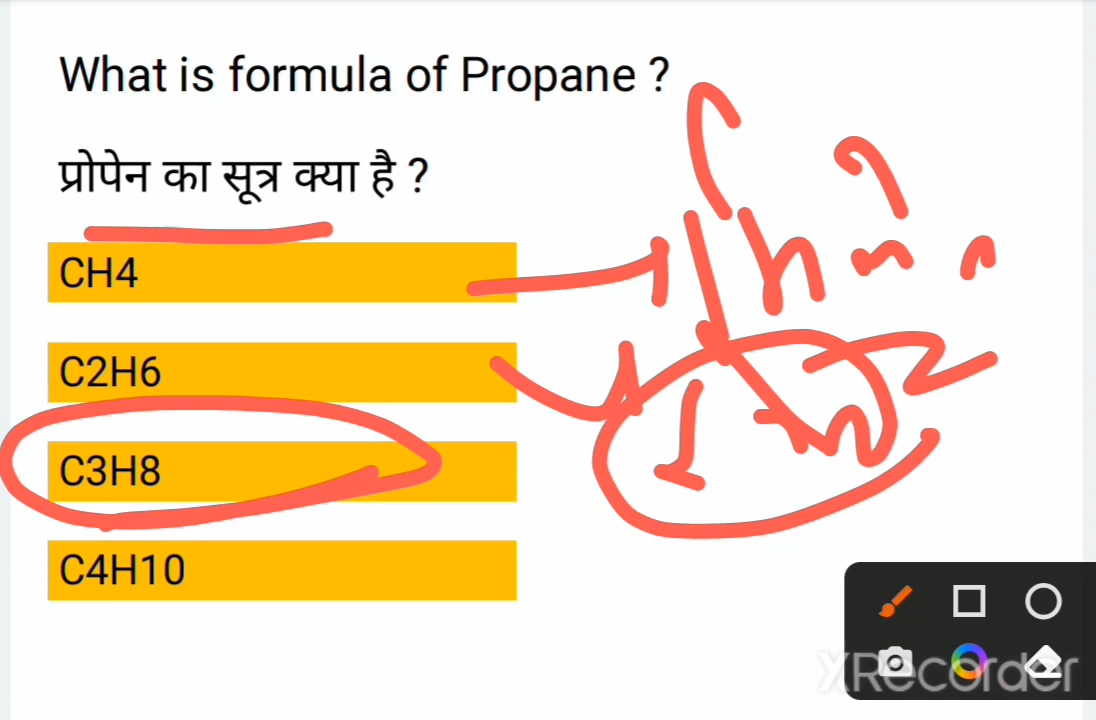 What is formula of Propane ?
प्रोपेन का सूत्र क्या है ?
CH4
C2H6
C3H8
C4H10
XRecorder